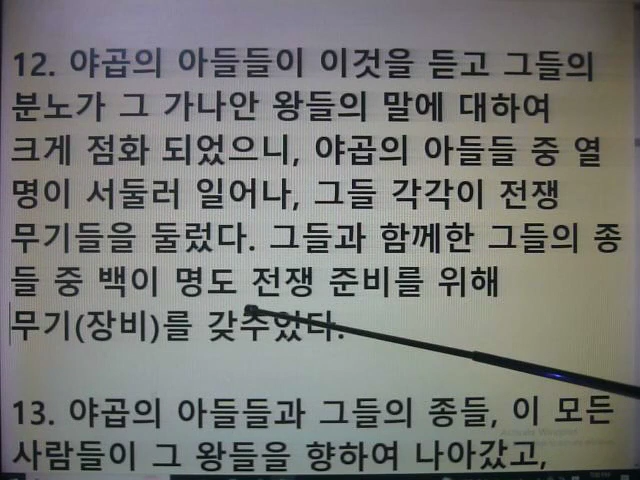 12. 야곱의 아들들이 이것을 듣고 그들의
분노가 그 가나안 왕들의 말에 대하여
크게 점화 되었으니, 야곱의 아들들 중 열
명이 서둘러 일어나, 그들 각각이 전쟁
무기들을 둘렀다. 그들과 함께한 그들의 종
들 중 백이 명도 전쟁 준비를 위해
무기(장비)를 갖추었다.
13. 야곱의 아들들과 그들의 종들, 이 모든
사람들이 그 왕들을 향하여 나아갔고,
Activate Windows